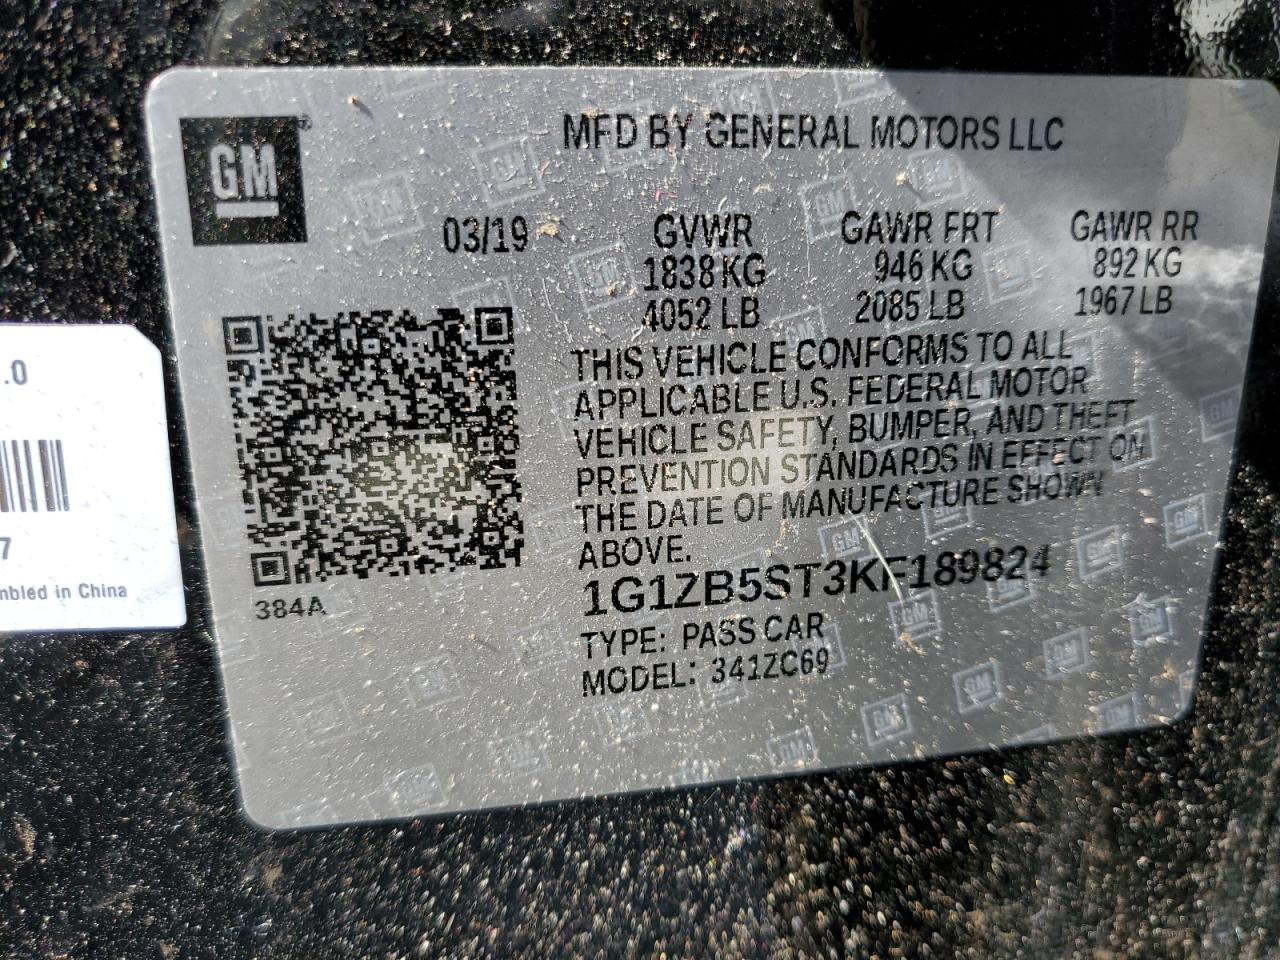 GM
MFD BY GENERAL MOTORS LLC
03/19
GVWR
1838 KG
4052 LB
GAWR FRT
946 KG
2085 LB
GAWR RR
892 KG
1967 LB
THIS VEHICLE CONFORMS TO ALL
APPLICABLE U.S. FEDERAL MOTOR
VEHICLE SAFETY, BUMPER, AND THEFT
PREVENTION STANDARDS IN EFFECT ON
THE DATE OF MANUFACTURE SHOWN
ABOVE.
1G1ZB5ST3KF189824
TYPE: PASS CAR
MODEL: 341ZC69
384A
.0
7
mbled in China